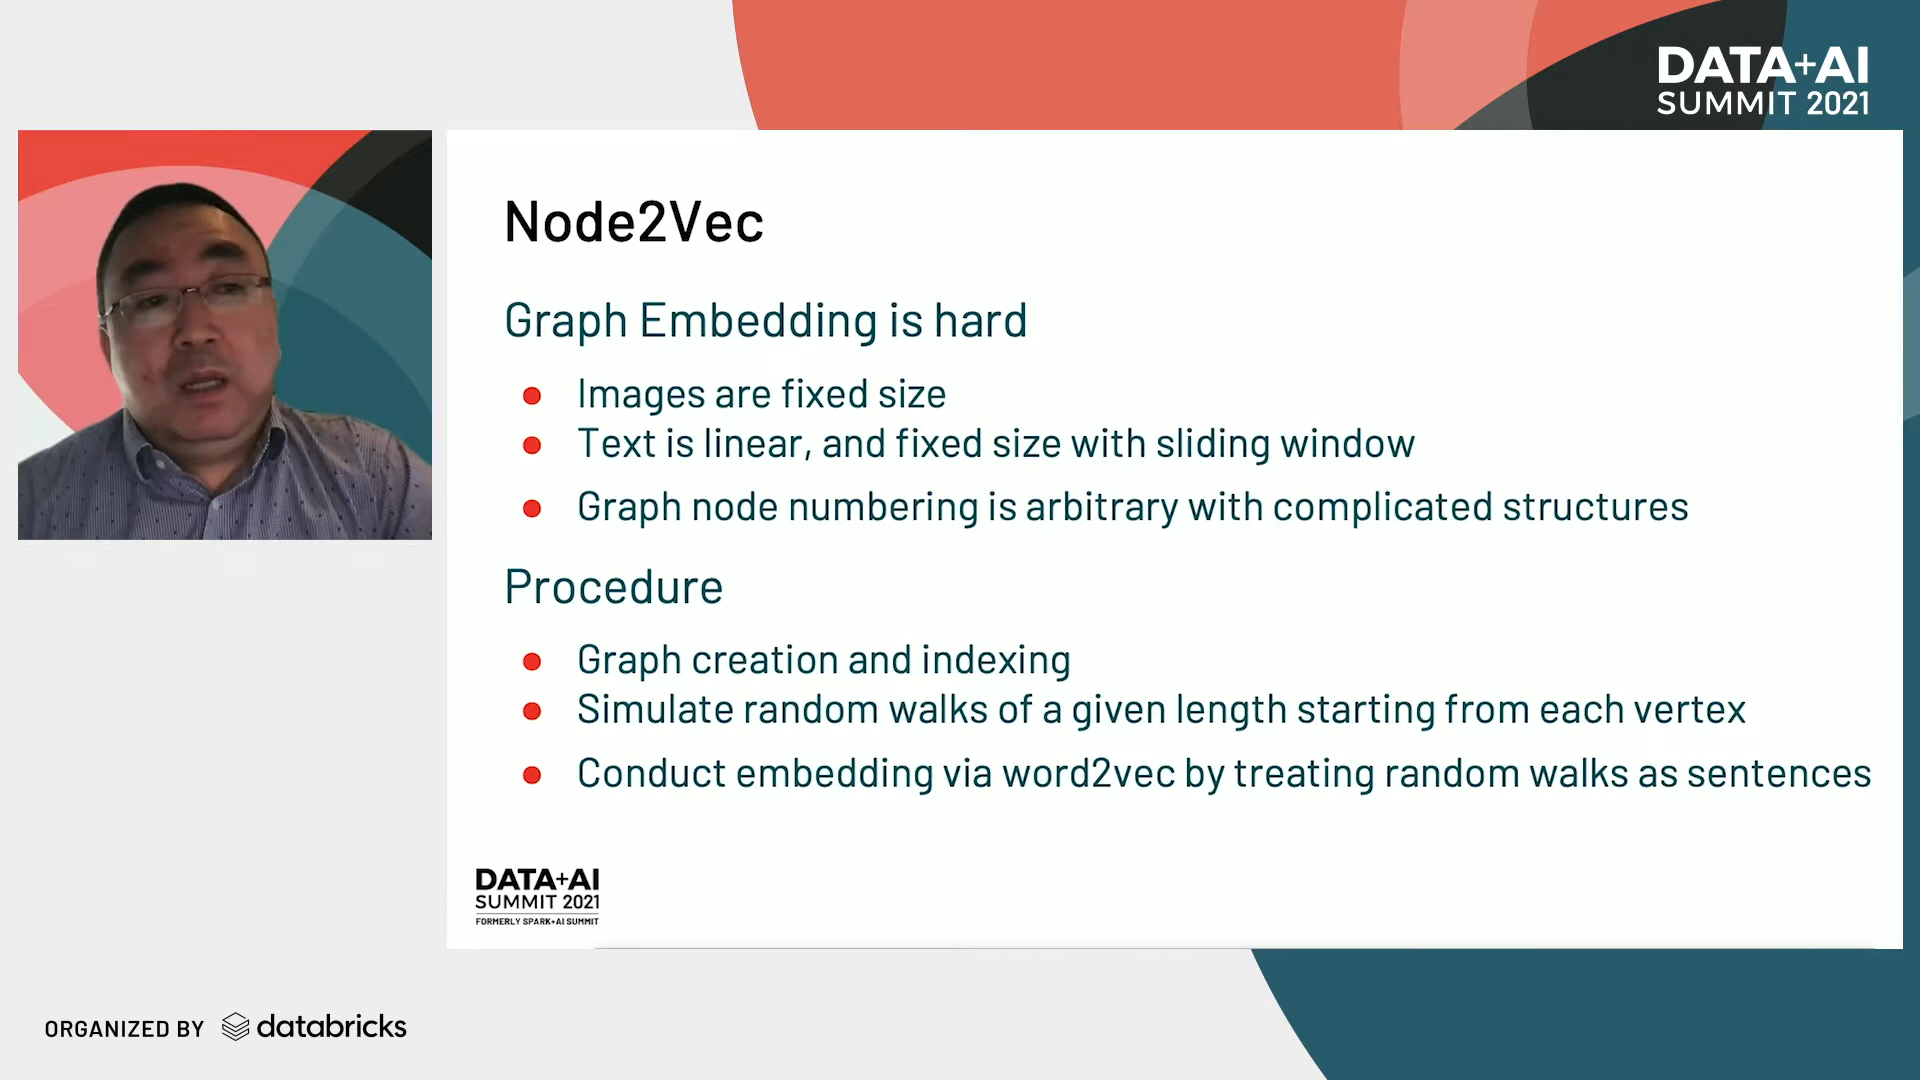 DATA+AI
SUMMIT 2021
Node2Vec
Graph Embedding is hard
● Images are fixed size
● Text is linear, and fixed size with sliding window
● Graph node numbering is arbitrary with complicated structures
Procedure
● Graph creation and indexing
● Simulate random walks of a given length starting from each vertex
● Conduct embedding via word2vec by treating random walks as sentences
DATA+AI
SUMMIT 2021
FORMERLY SPARK+AI SUMMIT
ORGANIZED BY databricks